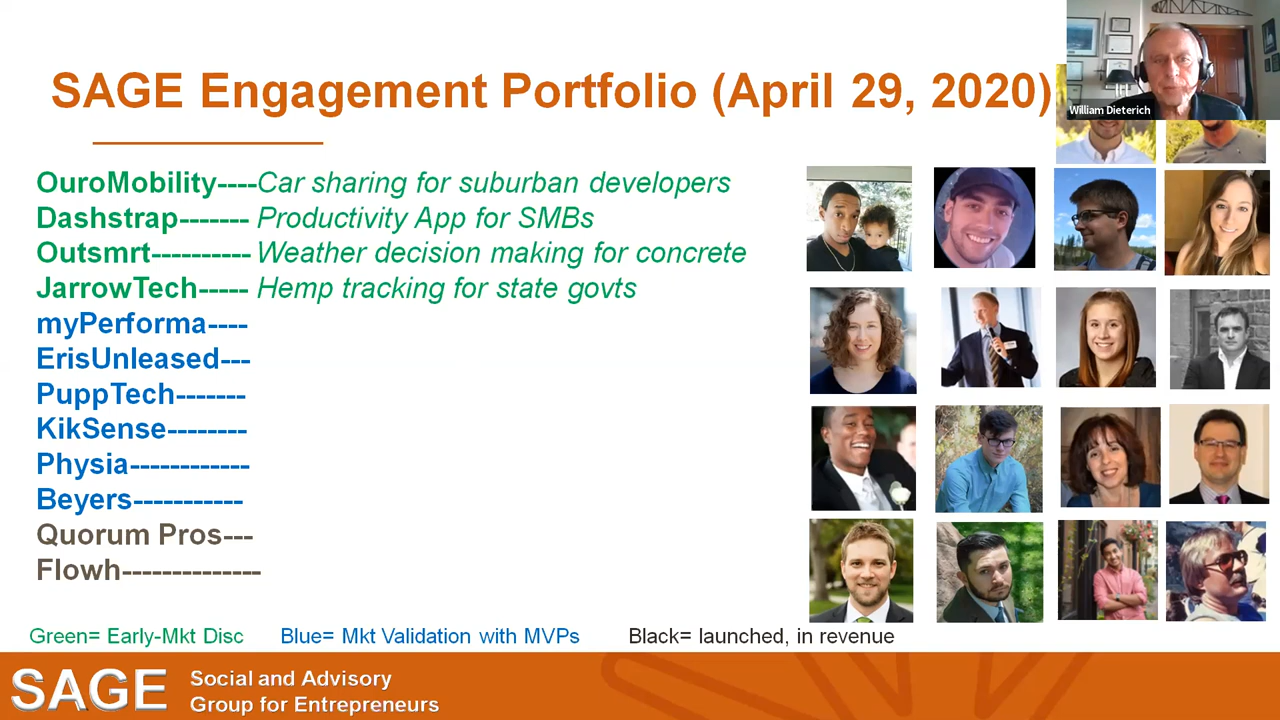 SAGE Engagement Portfolio (April 29, 2020)
William Dieterich
OuroMobility----Car sharing for suburban developers
Dashstrap------- Productivity App for SMBs
Outsmrt---------- Weather decision making for concrete
JarrowTech----- Hemp tracking for state govts
myPerforma----
ErisUnleased---
PuppTech-------
KikSense--------
Physia------------
Beyers-----------
Quorum Pros---
Flowh--------------
Green= Early-Mkt Disc Blue= Mkt Validation with MVPs Black= launched, in revenue
SAGE Social and Advisory
Group for Entrepreneurs